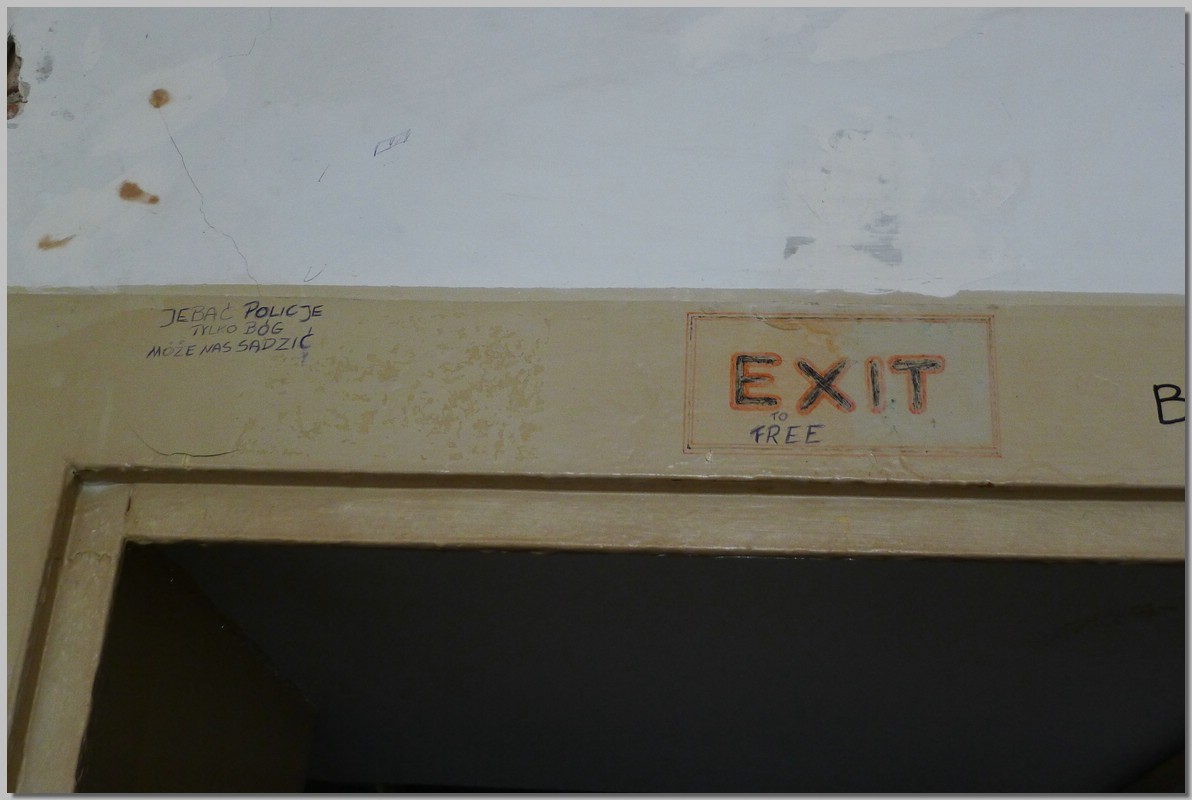 JEBAĆ POLICJE
TYLKO BÓG
MOŻE NAS SĄDZIĆ
EXIT
TO
FREE
B